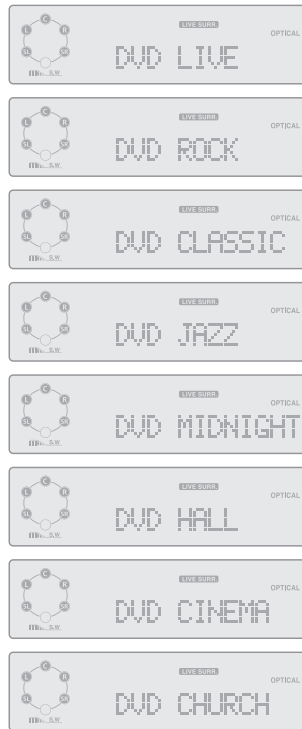 LIVE SURR.
C
L R
OPTICAL
SL SR
DVD LIVE
S.W
LIVE SURR.
C
L R
OPTICAL
SL SR
DVD ROCK
S.W
LIVE SURR.
C
L R
OPTICAL
SL SR
DVD CLASSIC
S.W
LIVE SURR.
C
L R
OPTICAL
SL SR
DVD JAZZ
S.W
LIVE SURR.
C
L R
OPTICAL
SL SR
DVD MIDNIGHT
S.W
LIVE SURR.
C
L R
OPTICAL
SL SR
DVD HALL
S.W
LIVE SURR.
C
L R
OPTICAL
SL SR
DVD CINEMA
S.W
LIVE SURR.
C
L R
OPTICAL
SL SR
DVD CHURCH
S.W